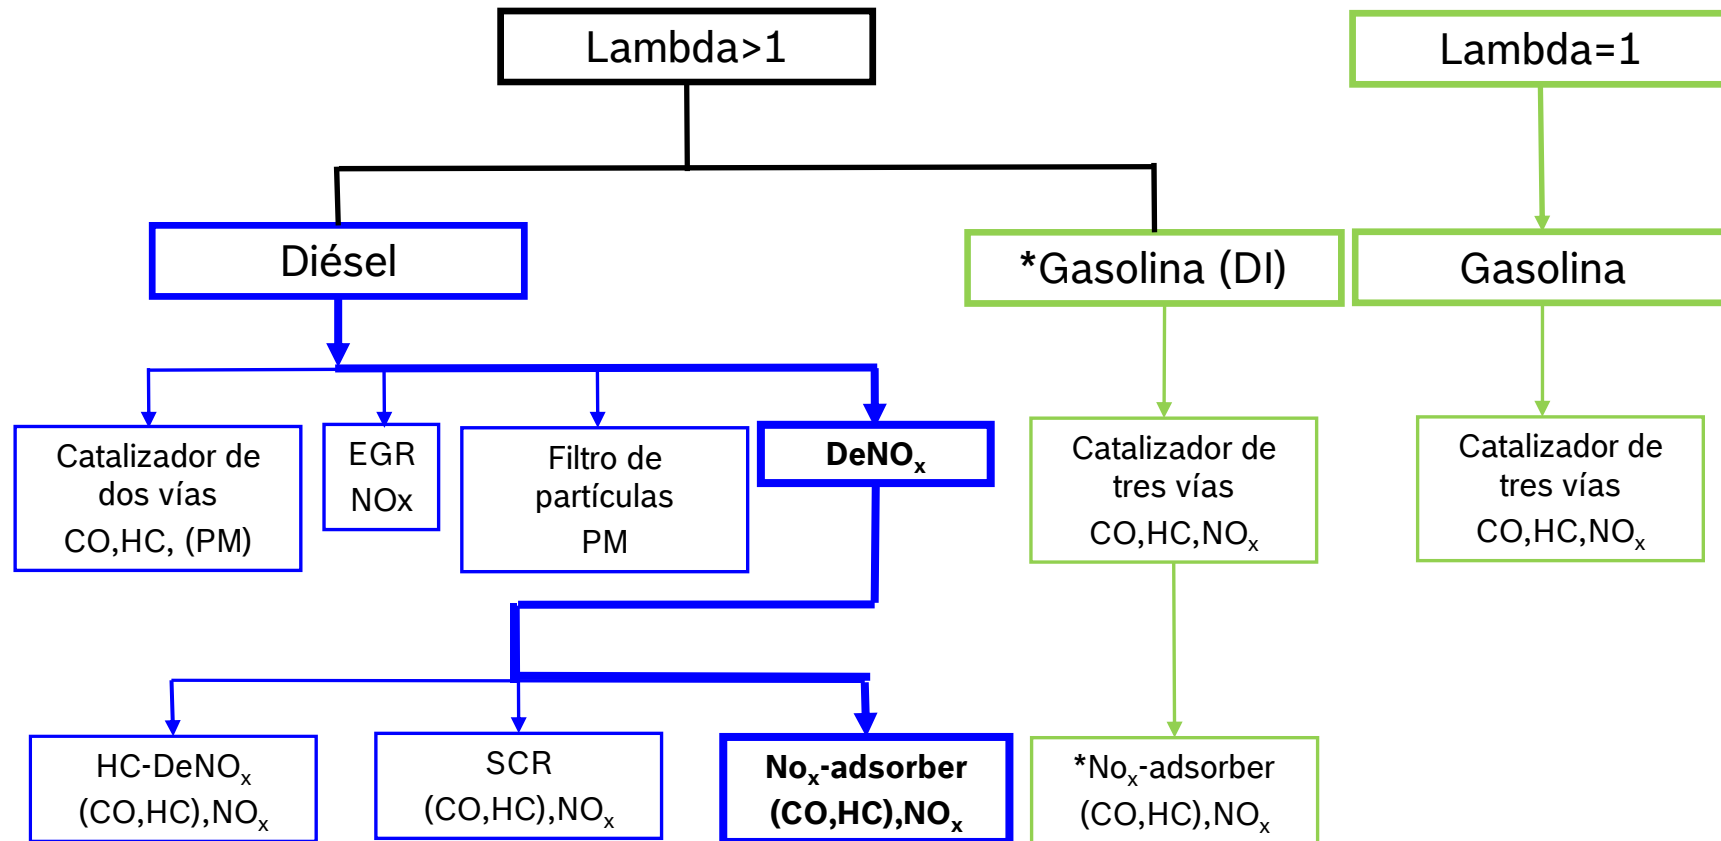 Lambda>1
Lambda=1
Diésel
*Gasolina (DI)
Gasolina
Catalizador de
dos vías
CO,HC, (PM)
EGR
NOx
Filtro de
partículas
PM
DeNOₓ
Catalizador de
tres vías
CO,HC,NOₓ
Catalizador de
tres vías
CO,HC,NOₓ
HC-DeNOₓ
(CO,HC),NOₓ
SCR
(CO,HC),NOₓ
Noₓ-adsorber
(CO,HC),NOₓ
*Noₓ-adsorber
(CO,HC),NOₓ